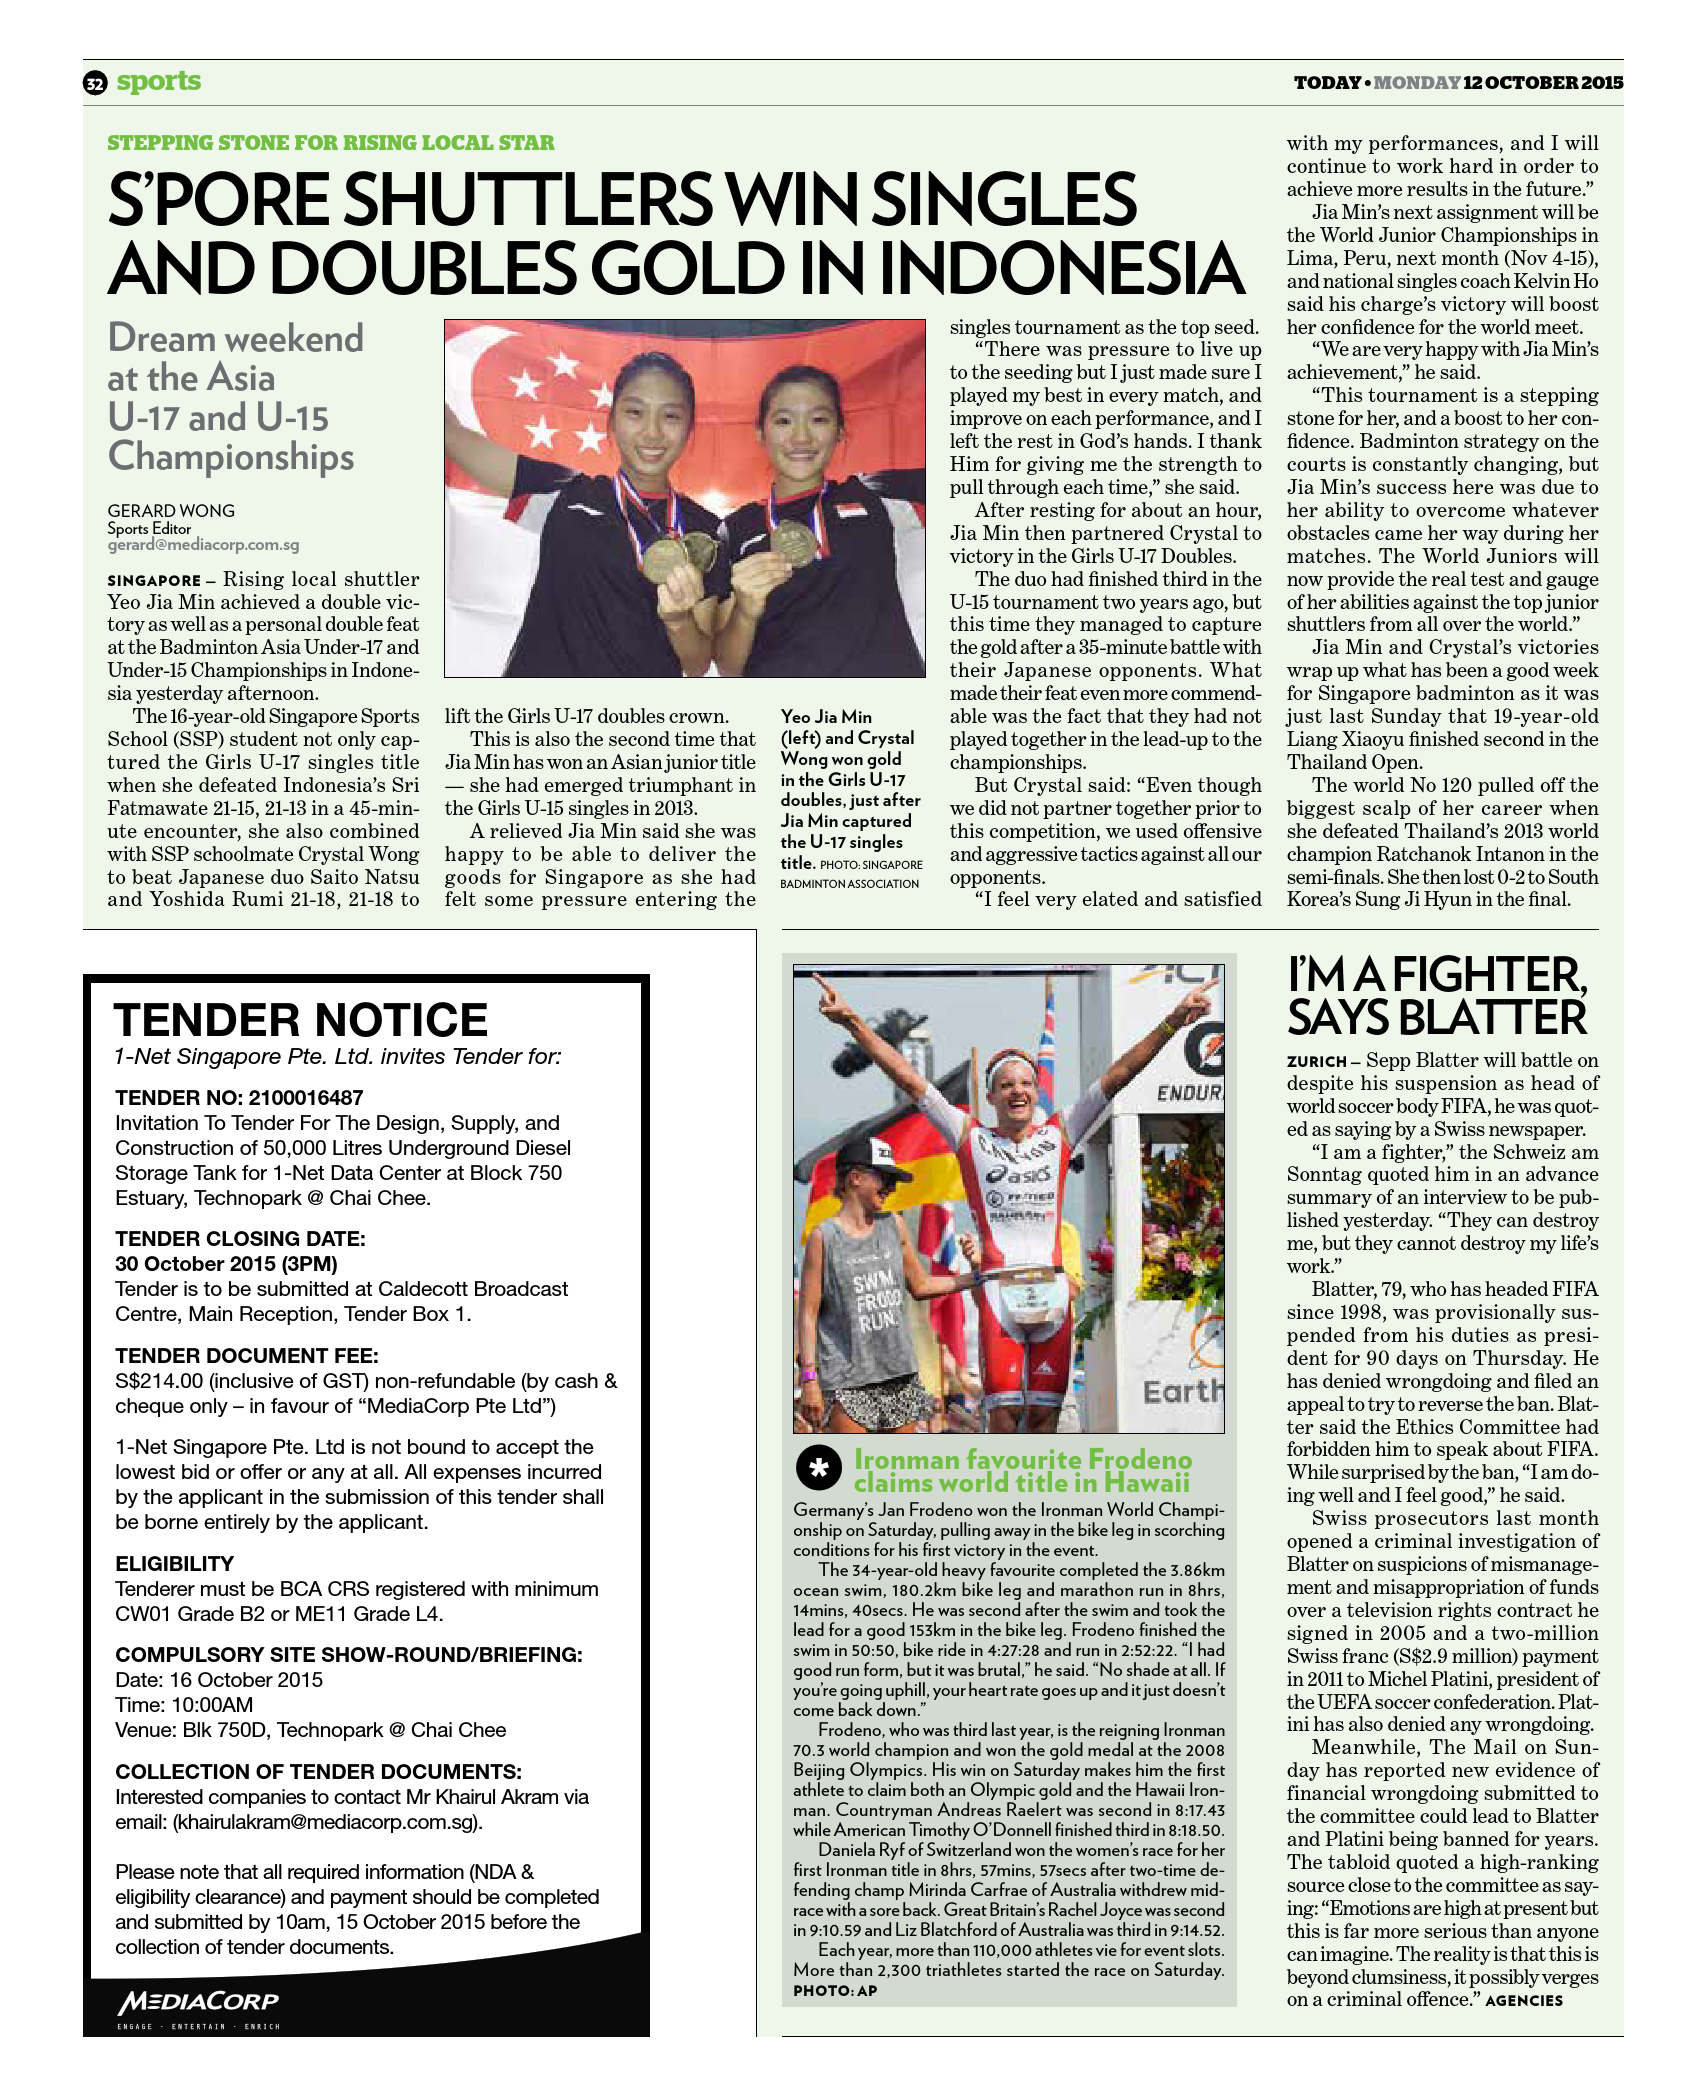 32 sports
TODAY • MONDAY 12 OCTOBER 2015
STEPPING STONE FOR RISING LOCAL STAR
S’PORE SHUTTLERS WIN SINGLES
AND DOUBLES GOLD IN INDONESIA
Dream weekend
at the Asia
U-17 and U-15
Championships
GERARD WONG
Sports Editor
gerard@mediacorp.com.sg
SINGAPORE – Rising local shuttler
Yeo Jia Min achieved a double vic-
tory as well as a personal double feat
at the Badminton Asia Under-17 and
Under-15 Championships in Indone-
sia yesterday afternoon.
The 16-year-old Singapore Sports
School (SSP) student not only cap-
tured the Girls U-17 singles title
when she defeated Indonesia’s Sri
Fatmawate 21-15, 21-13 in a 45-min-
ute encounter, she also combined
with SSP schoolmate Crystal Wong
to beat Japanese duo Saito Natsu
and Yoshida Rumi 21-18, 21-18 to
lift the Girls U-17 doubles crown.
This is also the second time that
Jia Min has won an Asian junior title
— she had emerged triumphant in
the Girls U-15 singles in 2013.
A relieved Jia Min said she was
happy to be able to deliver the
goods for Singapore as she had
felt some pressure entering the
Yeo Jia Min
(left) and Crystal
Wong won gold
in the Girls U-17
doubles, just after
Jia Min captured
the U-17 singles
title. PHOTO: SINGAPORE
BADMINTON ASSOCIATION
singles tournament as the top seed.
“There was pressure to live up
to the seeding but I just made sure I
played my best in every match, and
improve on each performance, and I
left the rest in God’s hands. I thank
Him for giving me the strength to
pull through each time,” she said.
After resting for about an hour,
Jia Min then partnered Crystal to
victory in the Girls U-17 Doubles.
The duo had finished third in the
U-15 tournament two years ago, but
this time they managed to capture
the gold after a 35-minute battle with
their Japanese opponents. What
made their feat even more commend-
able was the fact that they had not
played together in the lead-up to the
championships.
But Crystal said: “Even though
we did not partner together prior to
this competition, we used offensive
and aggressive tactics against all our
opponents.
“I feel very elated and satisfied
with my performances, and I will
continue to work hard in order to
achieve more results in the future.”
Jia Min’s next assignment will be
the World Junior Championships in
Lima, Peru, next month (Nov 4-15),
and national singles coach Kelvin Ho
said his charge’s victory will boost
her confidence for the world meet.
“We are very happy with Jia Min’s
achievement,” he said.
“This tournament is a stepping
stone for her, and a boost to her con-
fidence. Badminton strategy on the
courts is constantly changing, but
Jia Min’s success here was due to
her ability to overcome whatever
obstacles came her way during her
matches. The World Juniors will
now provide the real test and gauge
of her abilities against the top junior
shuttlers from all over the world.”
Jia Min and Crystal’s victories
wrap up what has been a good week
for Singapore badminton as it was
just last Sunday that 19-year-old
Liang Xiaoyu finished second in the
Thailand Open.
The world No 120 pulled off the
biggest scalp of her career when
she defeated Thailand’s 2013 world
champion Ratchanok Intanon in the
semi-finals. She then lost 0-2 to South
Korea’s Sung Ji Hyun in the final.
TENDER NOTICE
1-Net Singapore Pte. Ltd. invites Tender for:
TENDER NO: 2100016487
Invitation To Tender For The Design, Supply, and
Construction of 50,000 Litres Underground Diesel
Storage Tank for 1-Net Data Center at Block 750
Estuary, Technopark @ Chai Chee.
TENDER CLOSING DATE:
30 October 2015 (3PM)
Tender is to be submitted at Caldecott Broadcast
Centre, Main Reception, Tender Box 1.
TENDER DOCUMENT FEE:
S$214.00 (inclusive of GST) non-refundable (by cash &
cheque only – in favour of “MediaCorp Pte Ltd”)
1-Net Singapore Pte. Ltd is not bound to accept the
lowest bid or offer or any at all. All expenses incurred
by the applicant in the submission of this tender shall
be borne entirely by the applicant.
ELIGIBILITY
Tenderer must be BCA CRS registered with minimum
CW01 Grade B2 or ME11 Grade L4.
COMPULSORY SITE SHOW-ROUND/BRIEFING:
Date: 16 October 2015
Time: 10:00AM
Venue: Blk 750D, Technopark @ Chai Chee
COLLECTION OF TENDER DOCUMENTS:
Interested companies to contact Mr Khairul Akram via
email: (khairulakram@mediacorp.com.sg).
Please note that all required information (NDA &
eligibility clearance) and payment should be completed
and submitted by 10am, 15 October 2015 before the
collection of tender documents.
MEDIACORP
ENGAGE · ENTERTAIN · ENRICH
ENDUR
CANYON
asics
SWIM.
FRODO
RUN.
2
Earth
* Ironman favourite Frodeno
claims world title in Hawaii
Germany’s Jan Frodeno won the Ironman World Champi-
onship on Saturday, pulling away in the bike leg in scorching
conditions for his first victory in the event.
The 34-year-old heavy favourite completed the 3.86km
ocean swim, 180.2km bike leg and marathon run in 8hrs,
14mins, 40secs. He was second after the swim and took the
lead for a good 153km in the bike leg. Frodeno finished the
swim in 50:50, bike ride in 4:27:28 and run in 2:52:22. “I had
good run form, but it was brutal,” he said. “No shade at all. If
you’re going uphill, your heart rate goes up and it just doesn’t
come back down.”
Frodeno, who was third last year, is the reigning Ironman
70.3 world champion and won the gold medal at the 2008
Beijing Olympics. His win on Saturday makes him the first
athlete to claim both an Olympic gold and the Hawaii Iron-
man. Countryman Andreas Raelert was second in 8:17.43
while American Timothy O’Donnell finished third in 8:18.50.
Daniela Ryf of Switzerland won the women’s race for her
first Ironman title in 8hrs, 57mins, 57secs after two-time de-
fending champ Mirinda Carfrae of Australia withdrew mid-
race with a sore back. Great Britain’s Rachel Joyce was second
in 9:10.59 and Liz Blatchford of Australia was third in 9:14.52.
Each year, more than 110,000 athletes vie for event slots.
More than 2,300 triathletes started the race on Saturday.
PHOTO: AP
I’M A FIGHTER,
SAYS BLATTER
ZURICH – Sepp Blatter will battle on
despite his suspension as head of
world soccer body FIFA, he was quot-
ed as saying by a Swiss newspaper.
“I am a fighter,” the Schweiz am
Sonntag quoted him in an advance
summary of an interview to be pub-
lished yesterday. “They can destroy
me, but they cannot destroy my life’s
work.”
Blatter, 79, who has headed FIFA
since 1998, was provisionally sus-
pended from his duties as presi-
dent for 90 days on Thursday. He
has denied wrongdoing and filed an
appeal to try to reverse the ban. Blat-
ter said the Ethics Committee had
forbidden him to speak about FIFA.
While surprised by the ban, “I am do-
ing well and I feel good,” he said.
Swiss prosecutors last month
opened a criminal investigation of
Blatter on suspicions of mismanage-
ment and misappropriation of funds
over a television rights contract he
signed in 2005 and a two-million
Swiss franc (S$2.9 million) payment
in 2011 to Michel Platini, president of
the UEFA soccer confederation. Plat-
ini has also denied any wrongdoing.
Meanwhile, The Mail on Sun-
day has reported new evidence of
financial wrongdoing submitted to
the committee could lead to Blatter
and Platini being banned for years.
The tabloid quoted a high-ranking
source close to the committee as say-
ing: “Emotions are high at present but
this is far more serious than anyone
can imagine. The reality is that this is
beyond clumsiness, it possibly verges
on a criminal offence.” AGENCIES